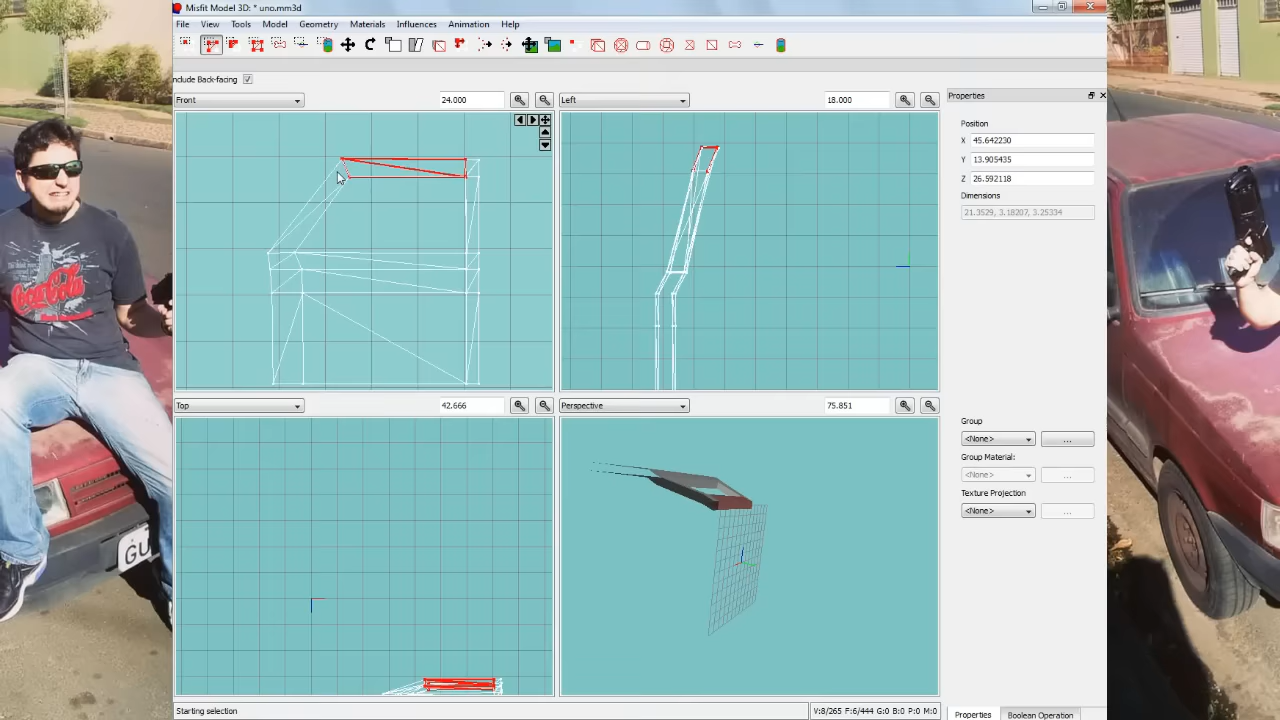 Misfit Model 3D: * uno.mm3d
File View Tools Model Geometry Materials Influences Animation Help
nclude Back-facing
Front 24.000
Left 18.000
Properties
Position
X 45.642230
Y 13.905435
Z 26.592118
Dimensions
21.3529, 3.18207, 3.25334
Top 42.666
Perspective 75.851
Group
<None> ...
Group Material:
<None> ...
Texture Projection
<None> ...
Starting selection
V:8/265 F:6/444 G:0 B:0 P:0 M:0
Properties Boolean Operation
Coca-Cola
GU